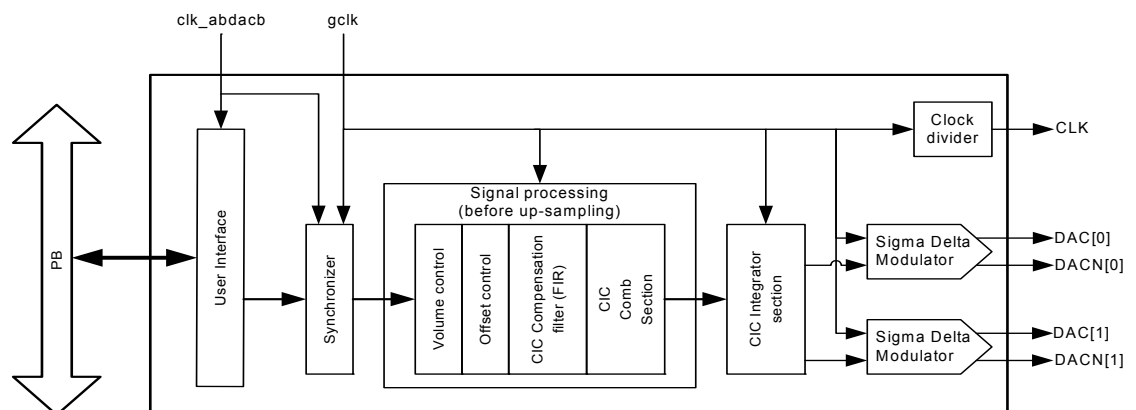 clk_abdacb
gclk
Clock
divider
CLK
Signal processing
(before up-sampling)
PB
User Interface
Synchronizer
Volume control
Offset control
CIC Compensation
filter (FIR)
CIC
Comb
Section
CIC Integrator
section
Sigma Delta
Modulator
DAC[0]
DACN[0]
Sigma Delta
Modulator
DAC[1]
DACN[1]